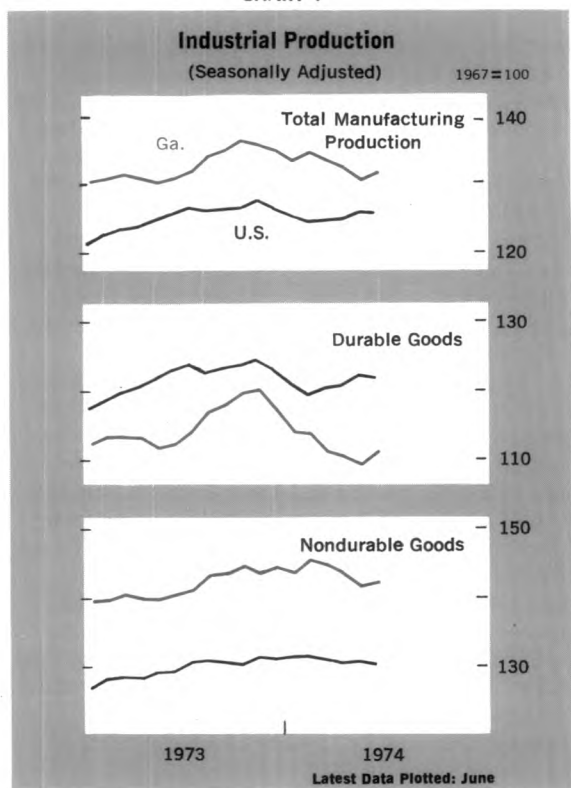 Industrial Production
(Seasonally Adjusted)
1967=100
Total Manufacturing
Production
Ga.
U.S.
140
120
130
Durable Goods
110
150
Nondurable Goods
130
1973
1974
Latest Data Plotted: June